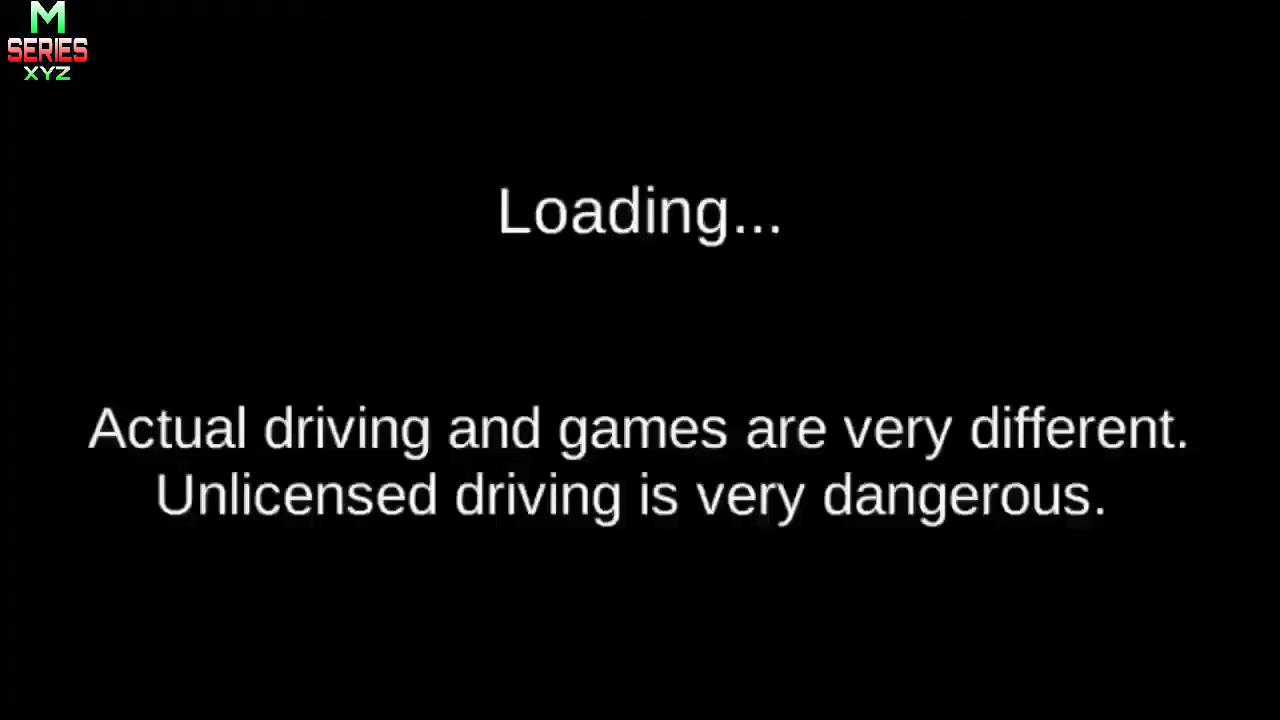 M
SERIES
XYZ
Loading...
Actual driving and games are very different.
Unlicensed driving is very dangerous.